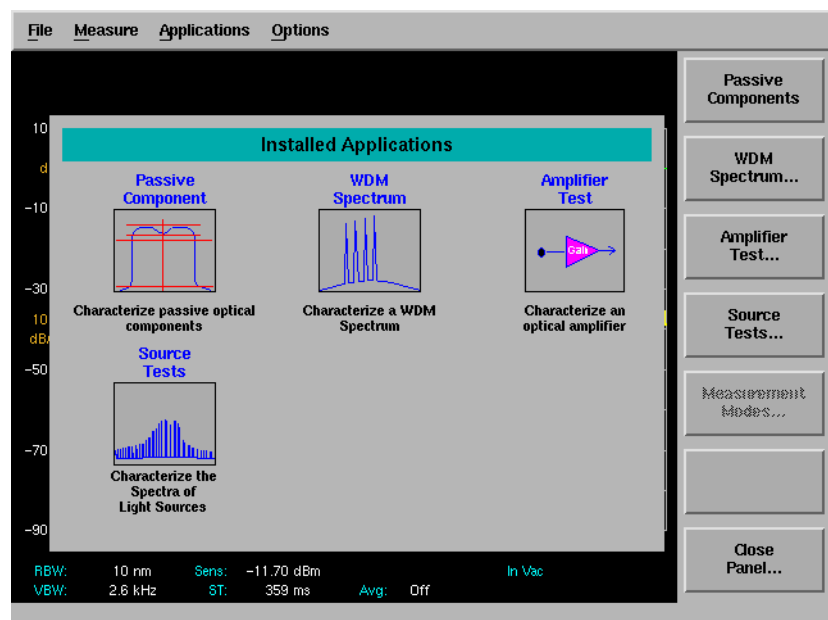 File Measure Applications Options
Passive
Components
WDM
Spectrum...
Amplifier
Test...
Source
Tests...
Measurement
Modes...
Close
Panel...
10
d
-10
-30
10
dB/
-50
-70
-90
Installed Applications
Passive
Component
Characterize passive optical
components
WDM
Spectrum
Characterize a WDM
Spectrum
Amplifier
Test
Gain
Characterize an
optical amplifier
Source
Tests
Characterize the
Spectra of
Light Sources
RBW: 10 nm Sens: -11.70 dBm In Vac
VBW: 2.6 kHz ST: 359 ms Avg: Off